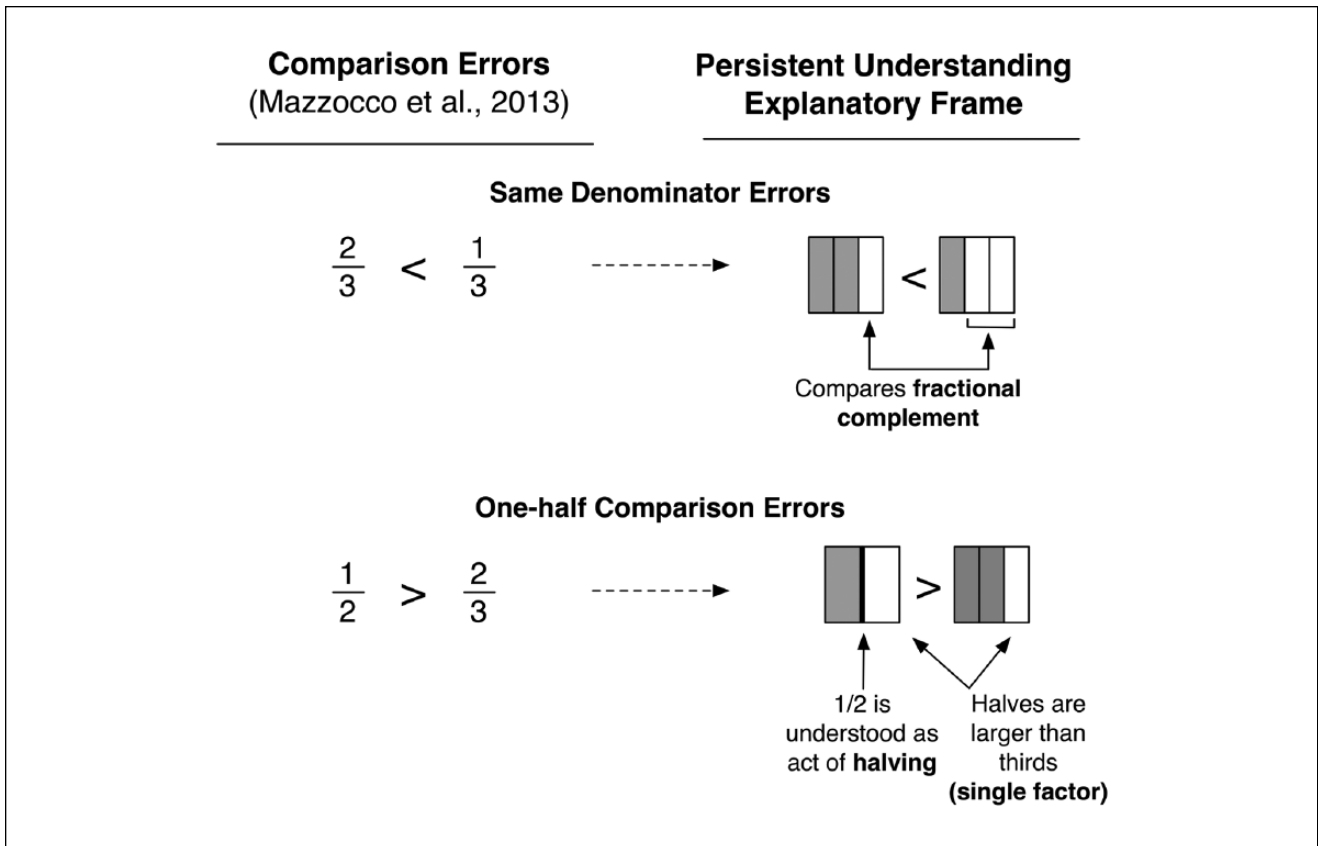 Comparison Errors
(Mazzocco et al., 2013)
Persistent Understanding
Explanatory Frame
Same Denominator Errors
2/3 < 1/3
<
Compares fractional
complement
One-half Comparison Errors
1/2 > 2/3
>
1/2 is
understood as
act of halving
Halves are
larger than
thirds
(single factor)